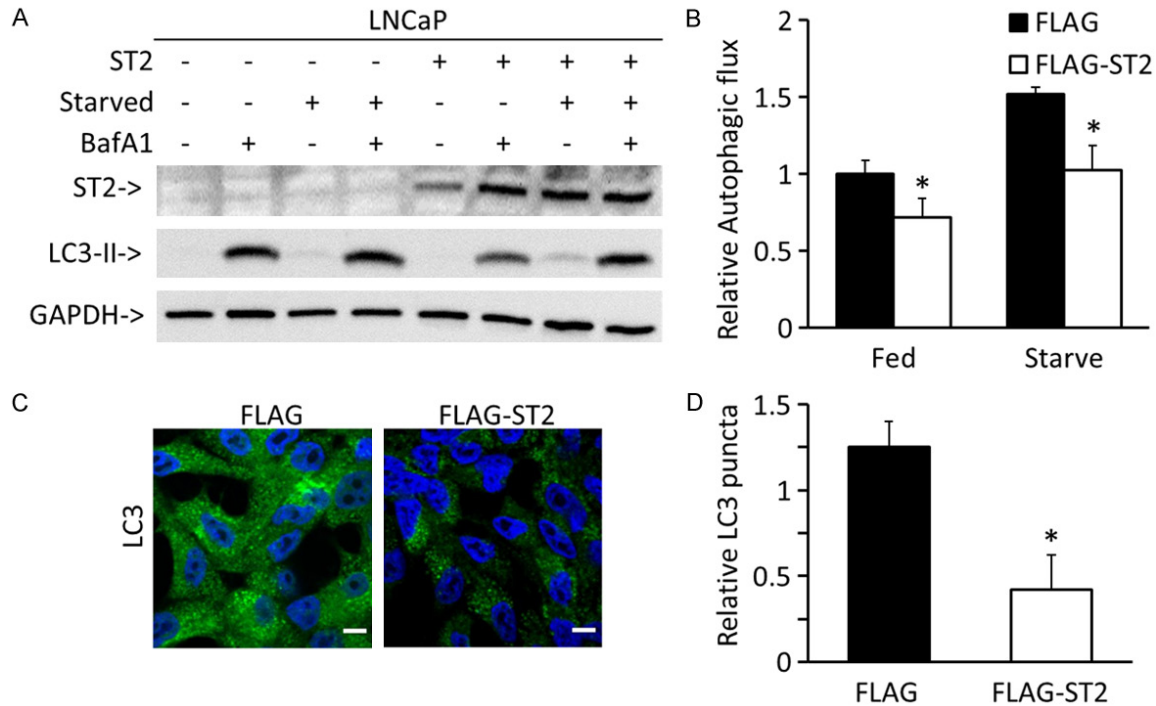 A
LNCaP
ST2 - - - - + + + +
Starved - - + + - - + +
BafA1 - + - + - + - +
ST2->
LC3-II->
GAPDH->
B
FLAG
FLAG-ST2
Relative Autophagic flux
2
1.5
1
0.5
0
* *
Fed Starve
C
FLAG FLAG-ST2
LC3
D
Relative LC3 puncta
1.5
1
0.5
0
*
FLAG FLAG-ST2